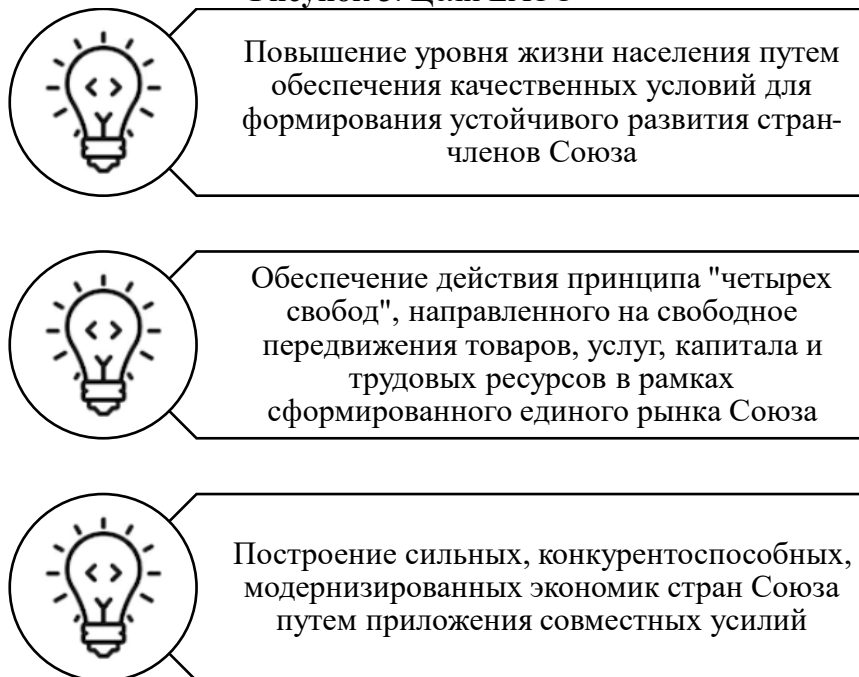 Повышение уровня жизни населения путем
обеспечения качественных условий для
формирования устойчивого развития стран-
членов Союза
Обеспечение действия принципа "четырех
свобод", направленного на свободное
передвижения товаров, услуг, капитала и
трудовых ресурсов в рамках
сформированного единого рынка Союза
Построение сильных, конкурентоспособных,
модернизированных экономик стран Союза
путем приложения совместных усилий